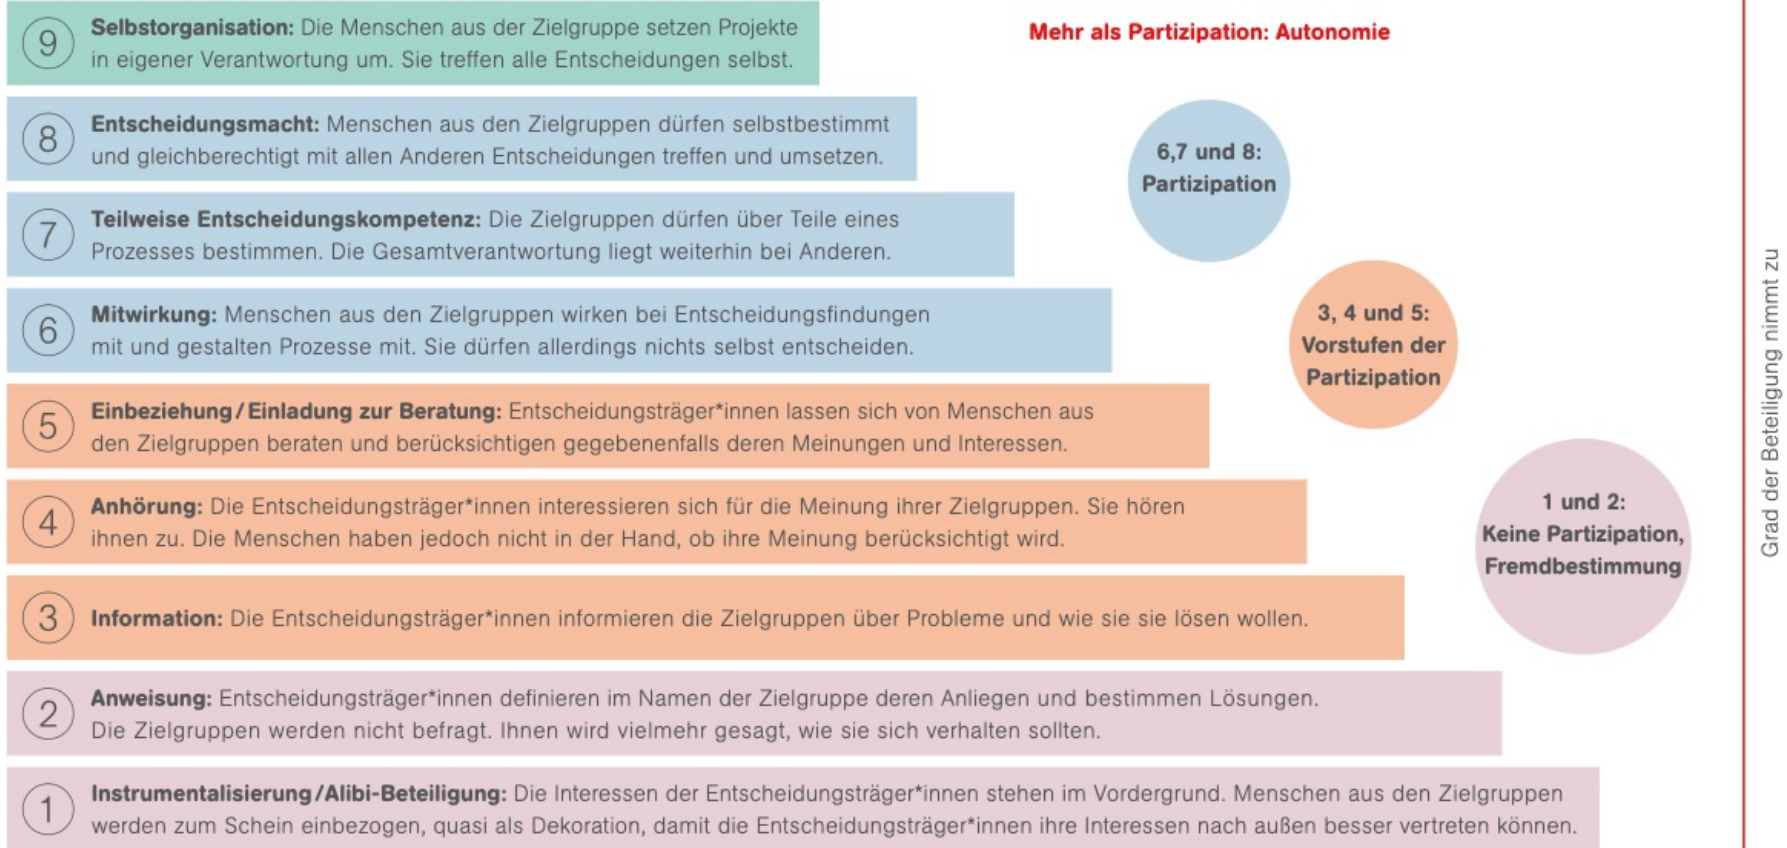 9
Selbstorganisation: Die Menschen aus der Zielgruppe setzen Projekte
in eigener Verantwortung um. Sie treffen alle Entscheidungen selbst.
Mehr als Partizipation: Autonomie
8
Entscheidungsmacht: Menschen aus den Zielgruppen dürfen selbstbestimmt
und gleichberechtigt mit allen Anderen Entscheidungen treffen und umsetzen.
7
Teilweise Entscheidungskompetenz: Die Zielgruppen dürfen über Teile eines
Prozesses bestimmen. Die Gesamtverantwortung liegt weiterhin bei Anderen.
6
Mitwirkung: Menschen aus den Zielgruppen wirken bei Entscheidungsfindungen
mit und gestalten Prozesse mit. Sie dürfen allerdings nichts selbst entscheiden.
6,7 und 8:
Partizipation
5
Einbeziehung/Einladung zur Beratung: Entscheidungsträger*innen lassen sich von Menschen aus
den Zielgruppen beraten und berücksichtigen gegebenenfalls deren Meinungen und Interessen.
4
Anhörung: Die Entscheidungsträger*innen interessieren sich für die Meinung ihrer Zielgruppen. Sie hören
ihnen zu. Die Menschen haben jedoch nicht in der Hand, ob ihre Meinung berücksichtigt wird.
3
Information: Die Entscheidungsträger*innen informieren die Zielgruppen über Probleme und wie sie sie lösen wollen.
3, 4 und 5:
Vorstufen der
Partizipation
2
Anweisung: Entscheidungsträger*innen definieren im Namen der Zielgruppe deren Anliegen und bestimmen Lösungen.
Die Zielgruppen werden nicht befragt. Ihnen wird vielmehr gesagt, wie sie sich verhalten sollten.
1
Instrumentalisierung/Alibi-Beteiligung: Die Interessen der Entscheidungsträger*innen stehen im Vordergrund. Menschen aus den Zielgruppen
werden zum Schein einbezogen, quasi als Dekoration, damit die Entscheidungsträger*innen ihre Interessen nach außen besser vertreten können.
1 und 2:
Keine Partizipation,
Fremdbestimmung
Grad der Beteiligung nimmt zu